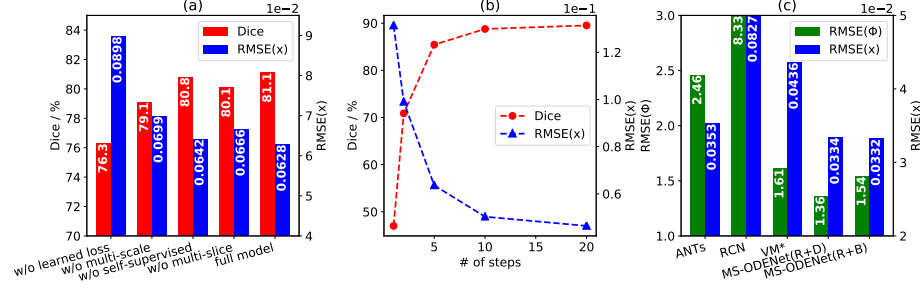 (a)
1e−2
Dice / %
84
82
80
78
76
74
72
70
Dice
RMSE(x)
76.3
0.0898
79.1
0.0699
80.8
0.0642
80.1
0.0666
81.1
0.0628
9
8
7
6
5
4
RMSE(x)
w/o learned loss
w/o multi-scale
w/o self-supervised
w/o multi-slice
full model
(b)
1e−1
Dice / %
90
80
70
60
50
Dice
RMSE(x)
1.2
1.0
0.8
0.6
RMSE(x)
5
10
15
20
# of steps
(c)
1e−2
RMSE(Φ)
3.0
2.5
2.0
1.5
1.0
RMSE(Φ)
RMSE(x)
2.46
0.0353
8.33
0.0827
1.61
0.0436
1.36
0.0334
1.54
0.0332
5
4
3
2
RMSE(x)
ANTs
RCN
VM*
MS-ODENet(R+D)
MS-ODENet(R+B)